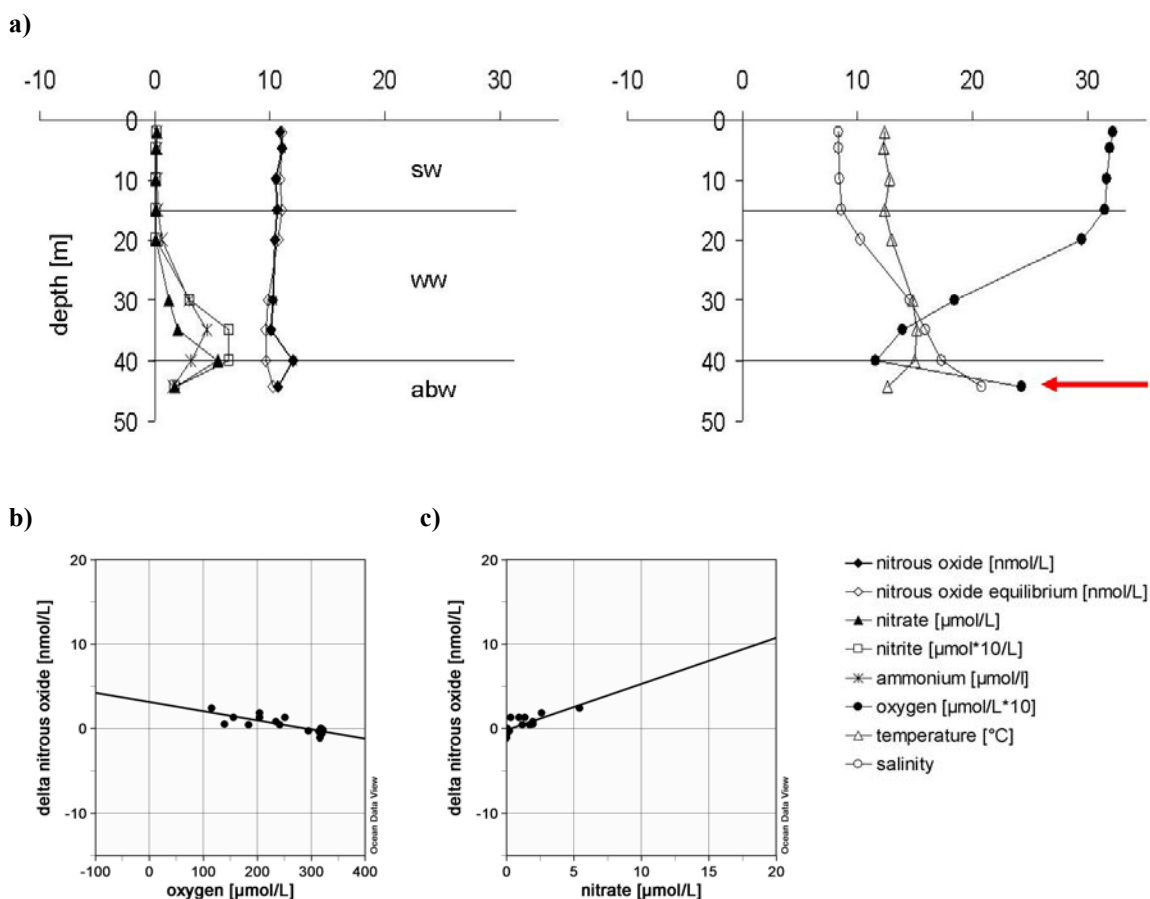 a)
-10 0 10 20 30
-10 0 10 20 30
0
10
20
30
40
50
depth [m]
sw
ww
abw
0
10
20
30
40
50
b)
c)
20
10
0
-10
delta nitrous oxide [nmol/L]
-100 0 100 200 300 400
oxygen [µmol/L]
Ocean Data View
20
10
0
-10
delta nitrous oxide [nmol/L]
0 5 10 15 20
nitrate [µmol/L]
Ocean Data View
nitrous oxide [nmol/L]
nitrous oxide equilibrium [nmol/L]
nitrate [µmol/L]
nitrite [µmol*10/L]
ammonium [µmol/l]
oxygen [µmol/L*10]
temperature [°C]
salinity